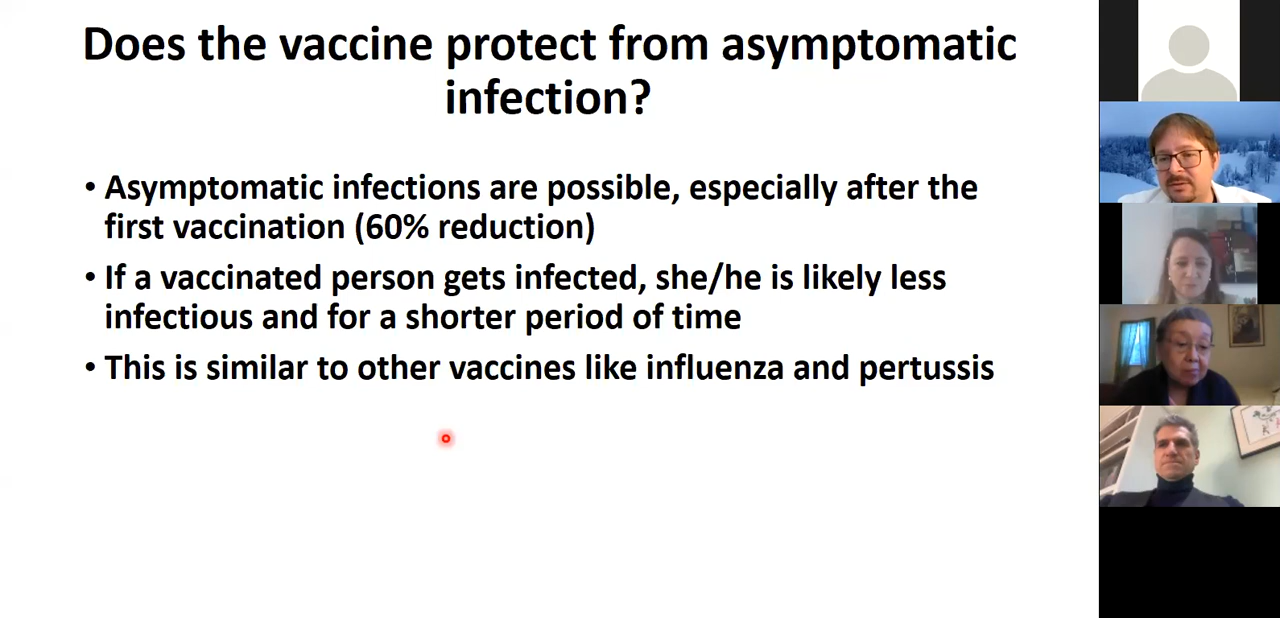 Does the vaccine protect from asymptomatic
infection?
• Asymptomatic infections are possible, especially after the
first vaccination (60% reduction)
• If a vaccinated person gets infected, she/he is likely less
infectious and for a shorter period of time
• This is similar to other vaccines like influenza and pertussis